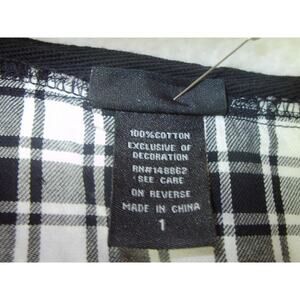 100% COTTON
EXCLUSIVE OF
DECORATION
RN#148862
SEE CARE
ON REVERSE
MADE IN CHINA
1